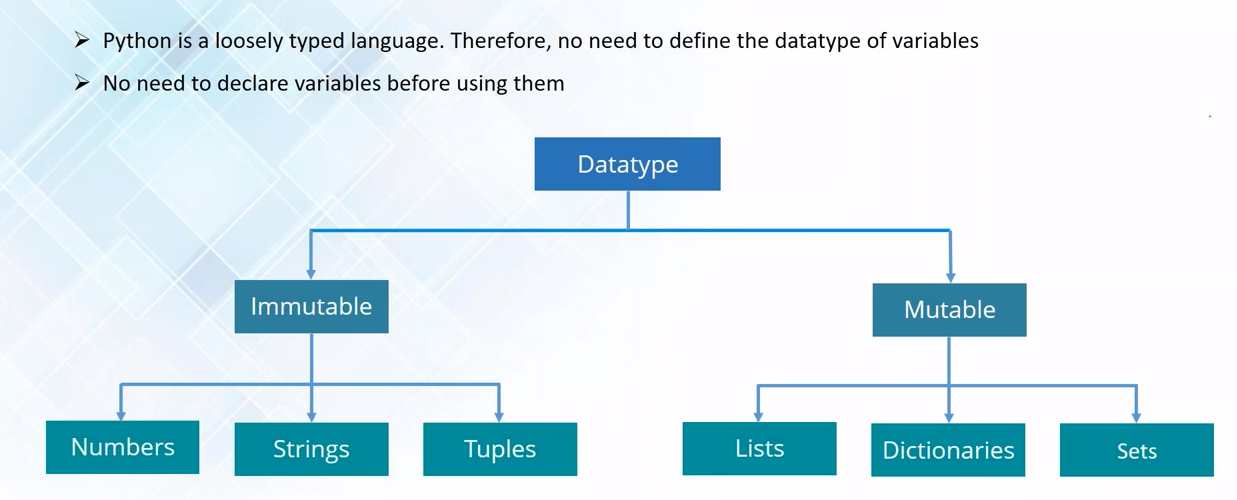 ➢ Python is a loosely typed language. Therefore, no need to define the datatype of variables
➢ No need to declare variables before using them
Datatype
Immutable
Mutable
Numbers
Strings
Tuples
Lists
Dictionaries
Sets